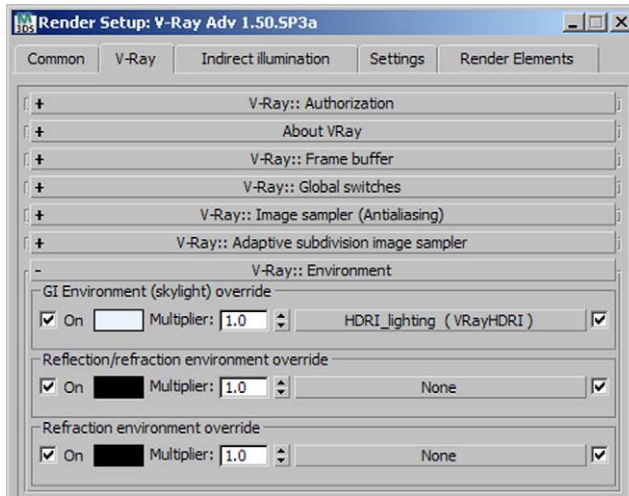 Render Setup: V-Ray Adv 1.50.SP3a
Common V-Ray Indirect illumination Settings Render Elements
+ V-Ray:: Authorization
+ About VRay
+ V-Ray:: Frame buffer
+ V-Ray:: Global switches
+ V-Ray:: Image sampler (Antialiasing)
+ V-Ray:: Adaptive subdivision image sampler
- V-Ray:: Environment
GI Environment (skylight) override
On Multiplier: 1.0 HDRI_lighting ( VRayHDRI )
Reflection/refraction environment override
On Multiplier: 1.0 None
Refraction environment override
On Multiplier: 1.0 None